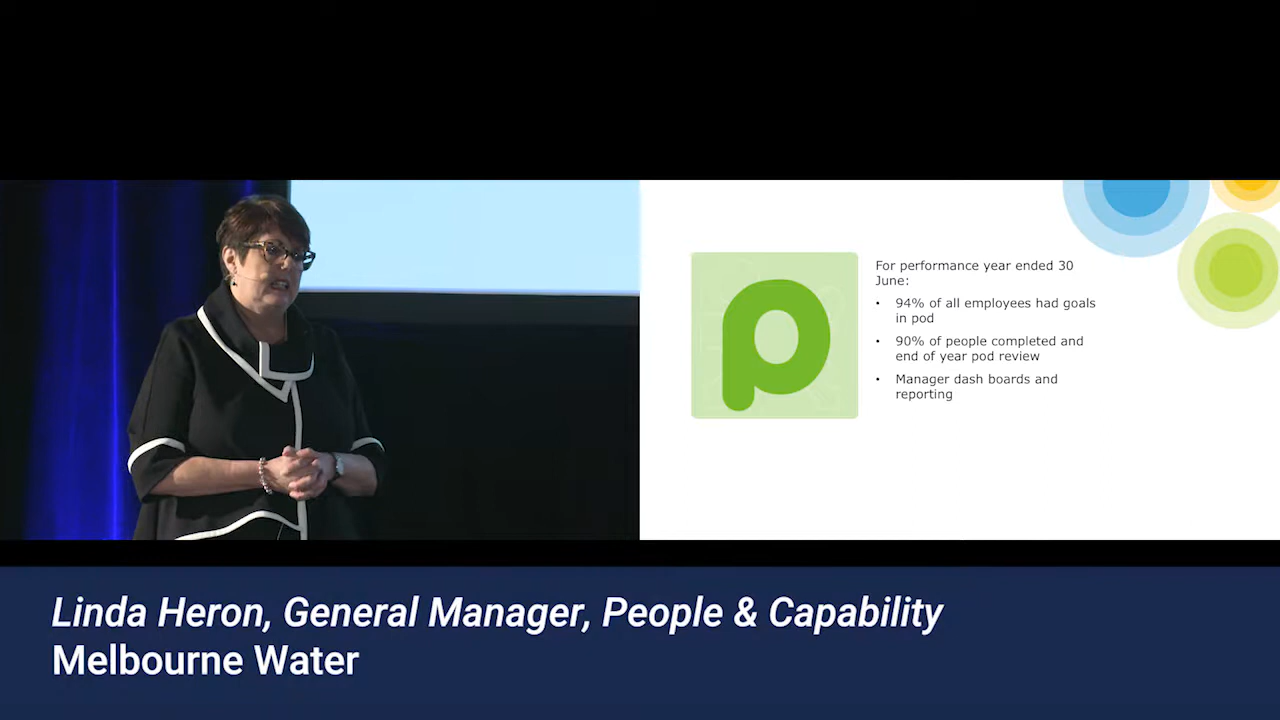 p
For performance year ended 30
June:
• 94% of all employees had goals
in pod
• 90% of people completed and
end of year pod review
• Manager dash boards and
reporting
Linda Heron, General Manager, People & Capability
Melbourne Water